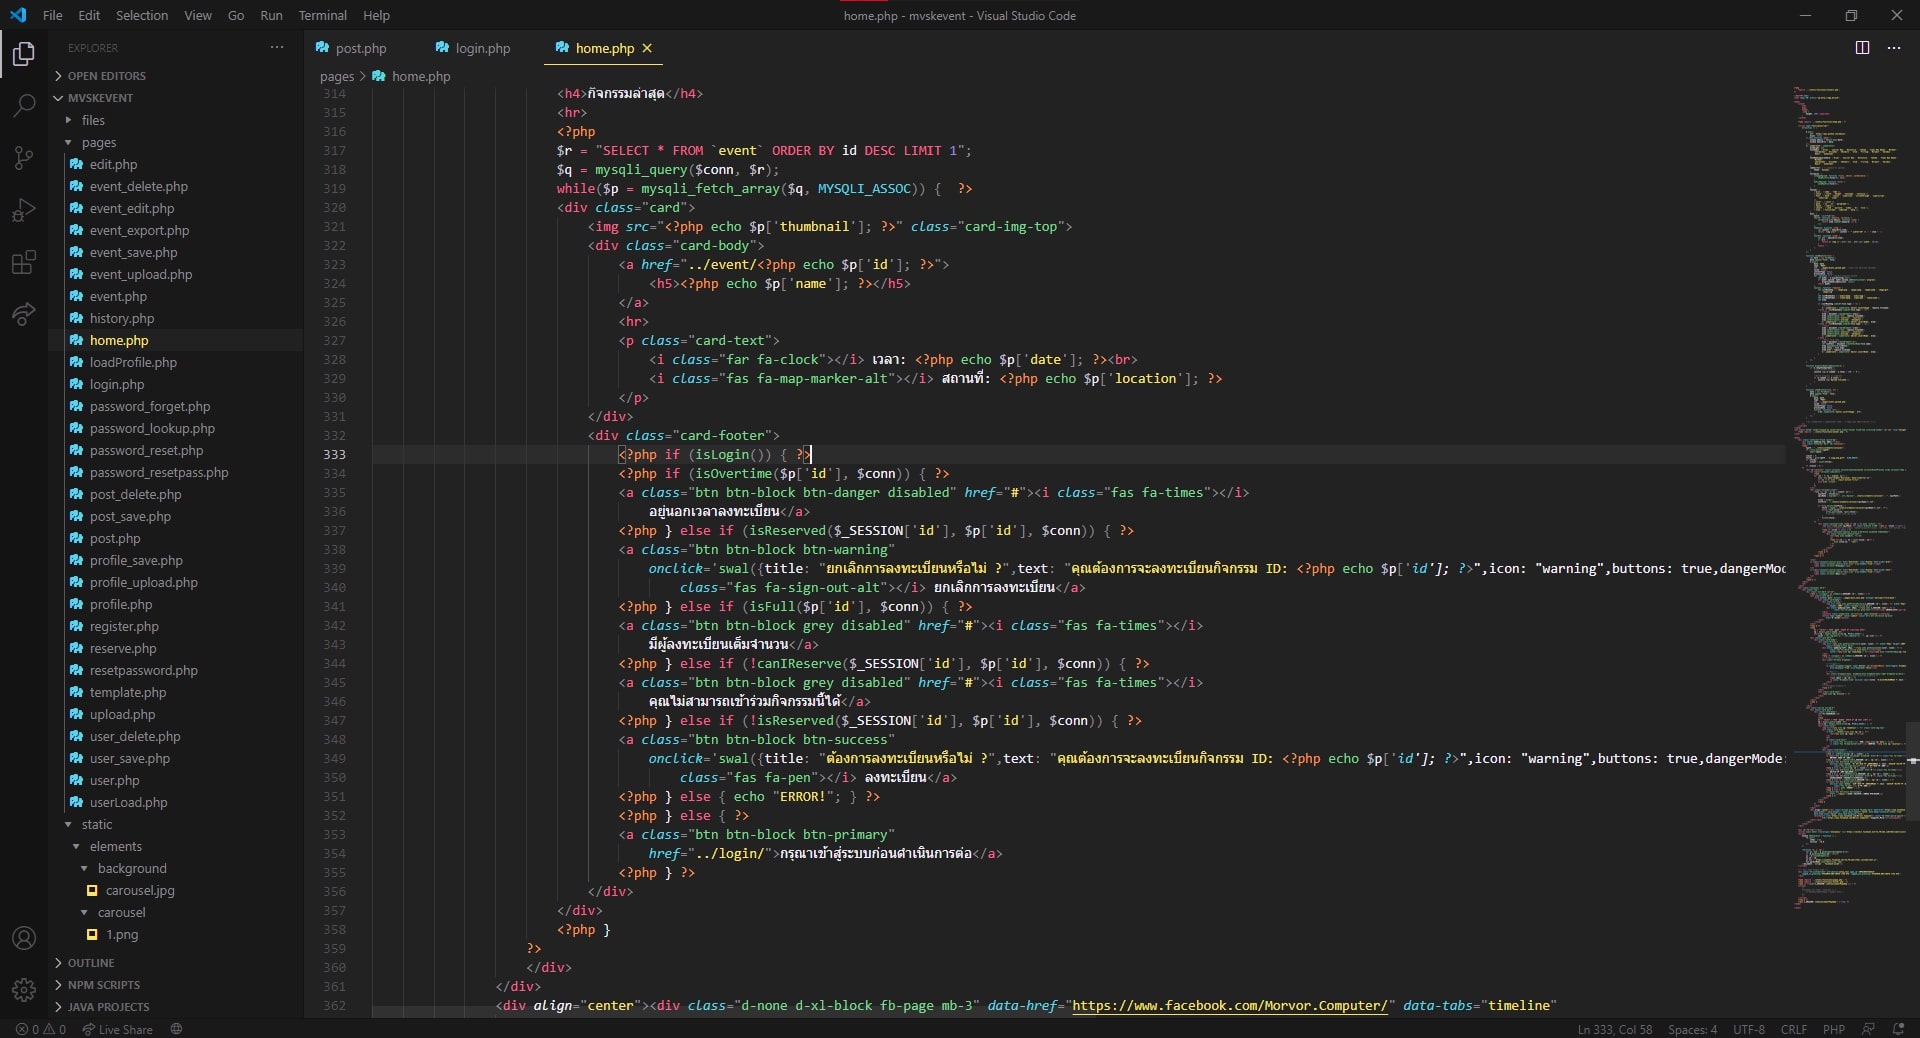 File Edit Selection View Go Run Terminal Help
home.php - mvskevent - Visual Studio Code
EXPLORER
OPEN EDITORS
MVSKEVENT
files
pages
edit.php
event_delete.php
event_edit.php
event_export.php
event_save.php
event_upload.php
event.php
history.php
home.php
loadProfile.php
login.php
password_forget.php
password_lookup.php
password_reset.php
password_resetpass.php
post_delete.php
post_save.php
post.php
profile_save.php
profile_upload.php
profile.php
register.php
reserve.php
resetpassword.php
template.php
upload.php
user_delete.php
user_save.php
user.php
userLoad.php
static
elements
background
carousel.jpg
carousel
1.png
OUTLINE
NPM SCRIPTS
JAVA PROJECTS
post.php login.php home.php
pages > home.php
314 <h4>กิจกรรมล่าสุด</h4>
315 <hr>
316 <?php
317 $r = "SELECT * FROM `event` ORDER BY id DESC LIMIT 1";
318 $q = mysqli_query($conn, $r);
319 while($p = mysqli_fetch_array($q, MYSQLI_ASSOC)) { ?>
320 <div class="card">
321 <img src="<?php echo $p['thumbnail']; ?>" class="card-img-top">
322 <div class="card-body">
323 <a href="../event/<?php echo $p['id']; ?>">
324 <h5><?php echo $p['name']; ?></h5>
325 </a>
326 <hr>
327 <p class="card-text">
328 <i class="far fa-clock"></i> เวลา: <?php echo $p['date']; ?><br>
329 <i class="fas fa-map-marker-alt"></i> สถานที่: <?php echo $p['location']; ?>
330 </p>
331 </div>
332 <div class="card-footer">
333 <?php if (isLogin()) { ?>
334 <?php if (isOvertime($p['id'], $conn)) { ?>
335 <a class="btn btn-block btn-danger disabled" href="#"><i class="fas fa-times"></i>
336 อยู่นอกเวลาลงทะเบียน</a>
337 <?php } else if (isReserved($_SESSION['id'], $p['id'], $conn)) { ?>
338 <a class="btn btn-block btn-warning"
339 onclick='swal({title: "ยกเลิกการลงทะเบียนหรือไม่ ?",text: "คุณต้องการจะลงทะเบียนกิจกรรม ID: <?php echo $p['id']; ?>",icon: "warning",buttons: true,dangerMod
340 class="fas fa-sign-out-alt"></i> ยกเลิกการลงทะเบียน</a>
341 <?php } else if (isFull($p['id'], $conn)) { ?>
342 <a class="btn btn-block grey disabled" href="#"><i class="fas fa-times"></i>
343 มีผู้ลงทะเบียนเต็มจำนวน</a>
344 <?php } else if (!canIReserve($_SESSION['id'], $p['id'], $conn)) { ?>
345 <a class="btn btn-block grey disabled" href="#"><i class="fas fa-times"></i>
346 คุณไม่สามารถเข้าร่วมกิจกรรมนี้ได้</a>
347 <?php } else if (!isReserved($_SESSION['id'], $p['id'], $conn)) { ?>
348 <a class="btn btn-block btn-success"
349 onclick='swal({title: "ต้องการลงทะเบียนหรือไม่ ?",text: "คุณต้องการจะลงทะเบียนกิจกรรม ID: <?php echo $p['id']; ?>",icon: "warning",buttons: true,dangerMode:
350 class="fas fa-pen"></i> ลงทะเบียน</a>
351 <?php } else { echo "ERROR!"; } ?>
352 <?php } else { ?>
353 <a class="btn btn-block btn-primary"
354 href="../login/">กรุณาเข้าสู่ระบบก่อนดำเนินการต่อ</a>
355 <?php } ?>
356 </div>
357 </div>
358 <?php }
359 ?>
360 </div>
361 </div>
362 <div align="center"><div class="d-none d-xl-block fb-page mb-3" data-href="https://www.facebook.com/Morvor.Computer/" data-tabs="timeline"
0 0 Live Share
Ln 333, Col 58 Spaces: 4 UTF-8 CRLF PHP